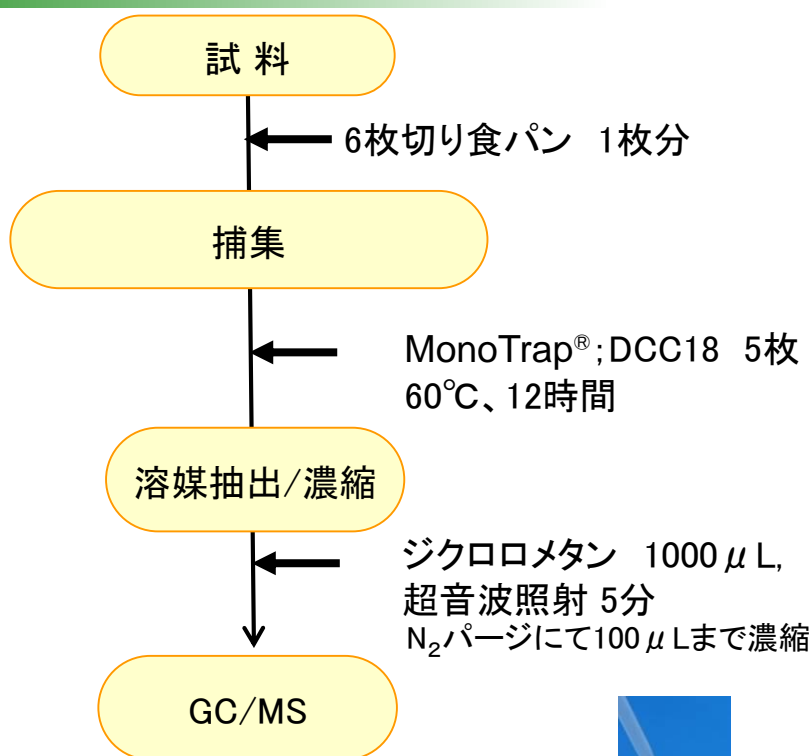 試 料
6枚切り食パン 1枚分
捕集
MonoTrap®;DCC18 5枚
60℃、12時間
溶媒抽出/濃縮
ジクロロメタン 1000μL,
超音波照射 5分
N₂パージにて100μLまで濃縮
GC/MS